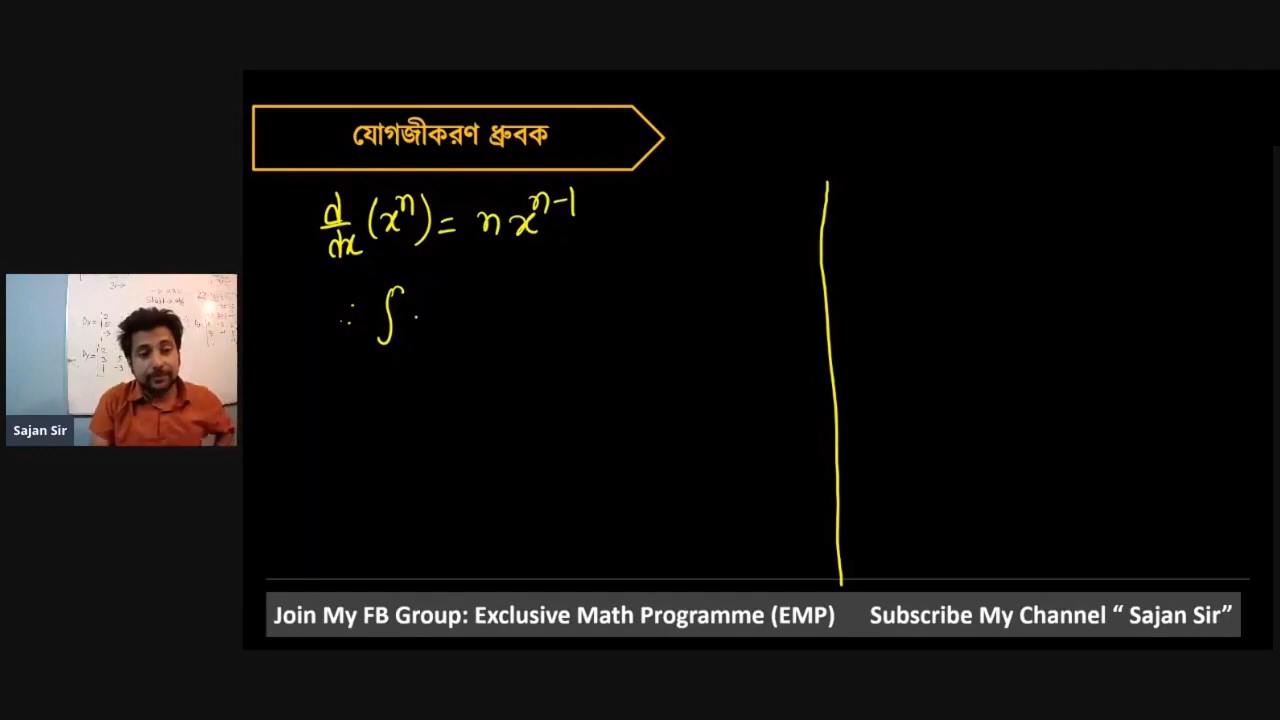 যোগজীকরণ ধ্রুবক
d/dx (xⁿ) = n xⁿ⁻¹
∴ ∫
Sajan Sir
Join My FB Group: Exclusive Math Programme (EMP) Subscribe My Channel “ Sajan Sir”